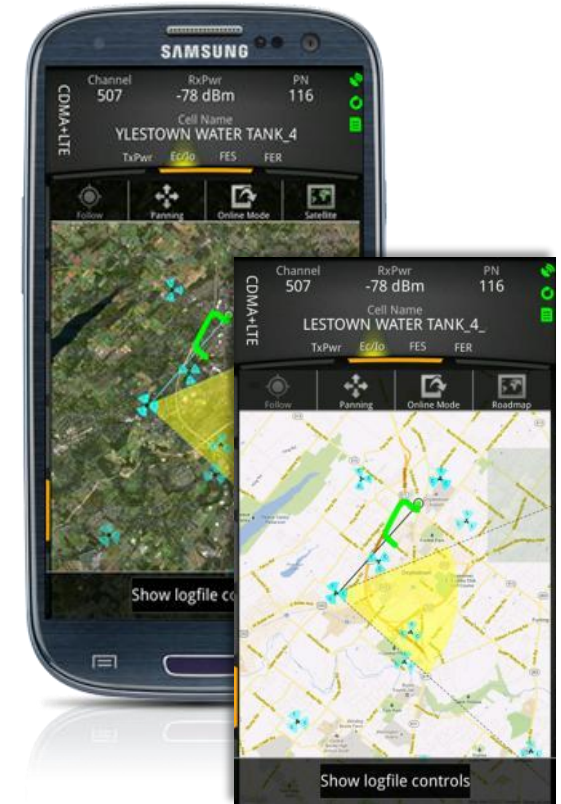 SAMSUNG
CDMA+LTE
Channel RxPwr PN
507 -78 dBm 116
Cell Name
YLESTOWN WATER TANK_4
TxPwr Ec/Io FES FER
Follow Panning Online Mode Satellite
Show logfile co
CDMA+LTE
Channel RxPwr PN
507 -78 dBm 116
Cell Name
LESTOWN WATER TANK_4_
TxPwr Ec/Io FES FER
Follow Panning Online Mode Roadmap
Doylestown
Show logfile controls